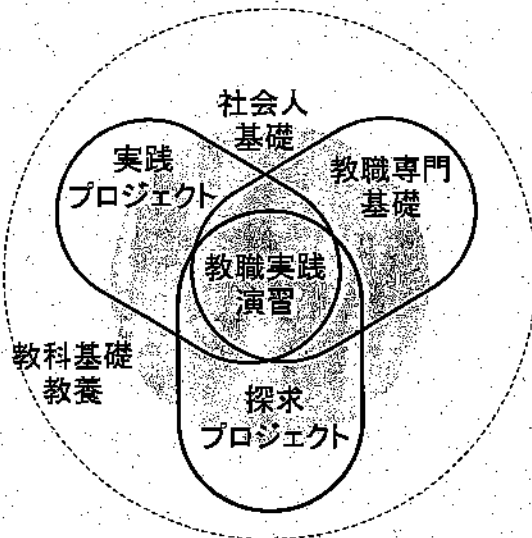 社会人
基礎
実践
プロジェクト
教職専門
基礎
教職実践
演習
教科基礎
教養
探求
プロジェクト